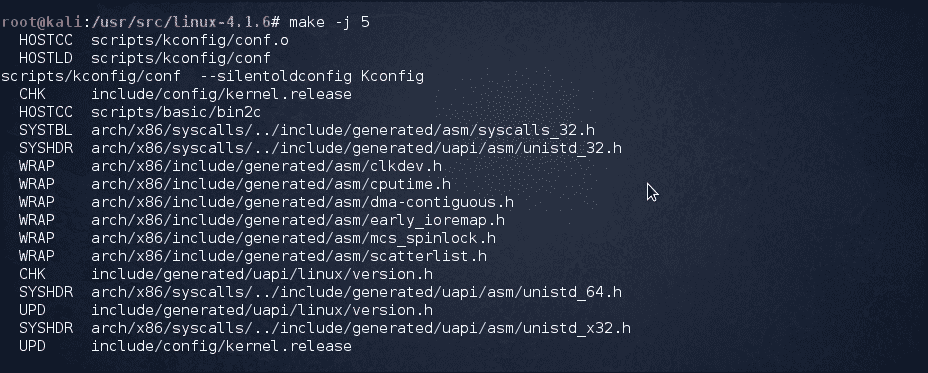 root@kali:/usr/src/linux-4.1.6# make -j 5
HOSTCC  scripts/kconfig/conf.o
HOSTLD  scripts/kconfig/conf
scripts/kconfig/conf  --silentoldconfig Kconfig
CHK     include/config/kernel.release
HOSTCC  scripts/basic/bin2c
SYSTBL  arch/x86/syscalls/../include/generated/asm/syscalls_32.h
SYSHDR  arch/x86/syscalls/../include/generated/uapi/asm/unistd_32.h
WRAP    arch/x86/include/generated/asm/clkdev.h
WRAP    arch/x86/include/generated/asm/cputime.h
WRAP    arch/x86/include/generated/asm/dma-contiguous.h
WRAP    arch/x86/include/generated/asm/early_ioremap.h
WRAP    arch/x86/include/generated/asm/mcs_spinlock.h
WRAP    arch/x86/include/generated/asm/scatterlist.h
CHK     include/generated/uapi/linux/version.h
SYSHDR  arch/x86/syscalls/../include/generated/uapi/asm/unistd_64.h
UPD     include/generated/uapi/linux/version.h
SYSHDR  arch/x86/syscalls/../include/generated/uapi/asm/unistd_x32.h
UPD     include/config/kernel.release